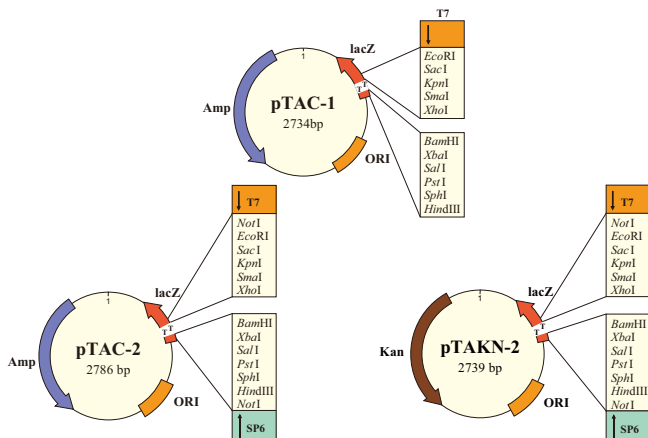 T7
EcoRI
SacI
KpnI
SmaI
XhoI
lacZ
1
T T
Amp
pTAC-1
2734bp
ORI
BamHI
XbaI
SalI
PstI
SphI
HindIII
T7
NotI
EcoRI
SacI
KpnI
SmaI
XhoI
lacZ
1
T T
Amp
pTAC-2
2786 bp
ORI
BamHI
XbaI
SalI
PstI
SphI
HindIII
NotI
SP6
T7
NotI
EcoRI
SacI
KpnI
SmaI
XhoI
lacZ
1
T T
Kan
pTAKN-2
2739 bp
ORI
BamHI
XbaI
SalI
PstI
SphI
HindIII
NotI
SP6